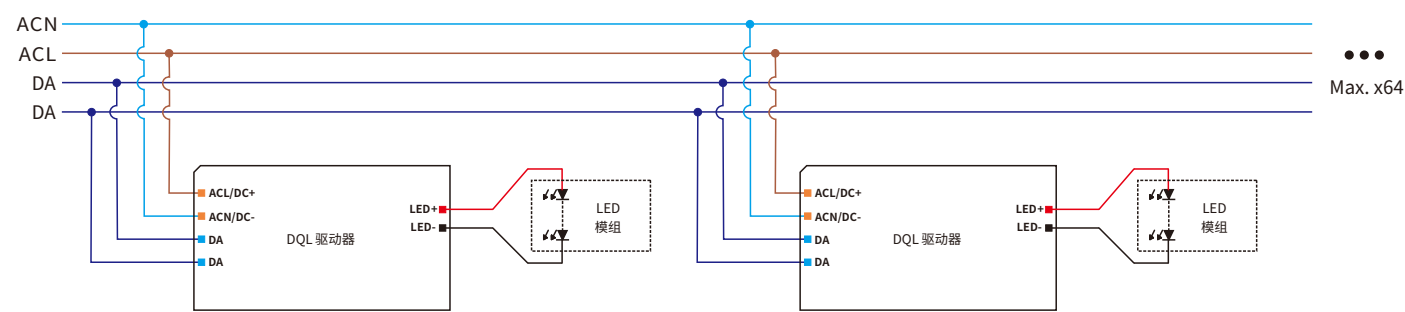 ACN
ACL
DA
DA
Max. x64
ACL/DC+
ACN/DC-
DA
DA
DQL 驱动器
LED+
LED-
LED
模组
ACL/DC+
ACN/DC-
DA
DA
DQL 驱动器
LED+
LED-
LED
模组